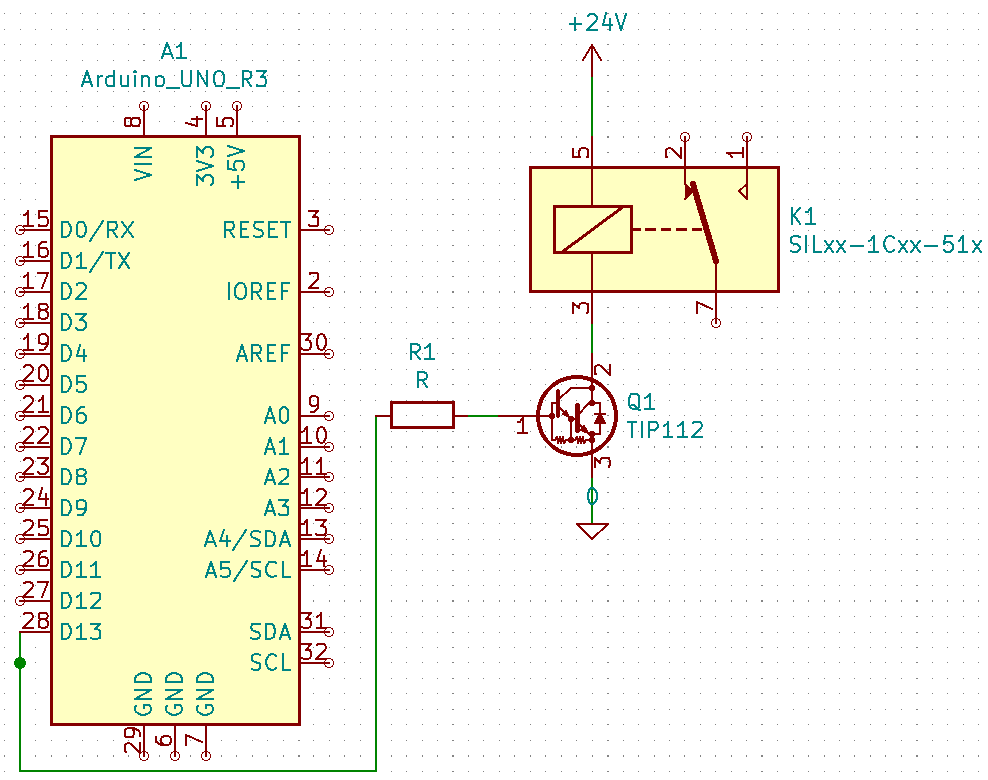 +24V
A1
Arduino_UNO_R3
8
4
5
VIN
3V3
+5V
5
2
1
K1
SILxx-1Cxx-51x
3
7
15
D0/RX
RESET
3
16
D1/TX
17
D2
IOREF
2
18
D3
19
D4
AREF
30
20
D5
21
D6
A0
9
22
D7
A1
10
23
D8
A2
11
24
D9
A3
12
25
D10
A4/SDA
13
26
D11
A5/SCL
14
27
D12
28
D13
SDA
31
SCL
32
GND
GND
GND
29
6
7
R1
R
1
2
Q1
TIP112
3
0